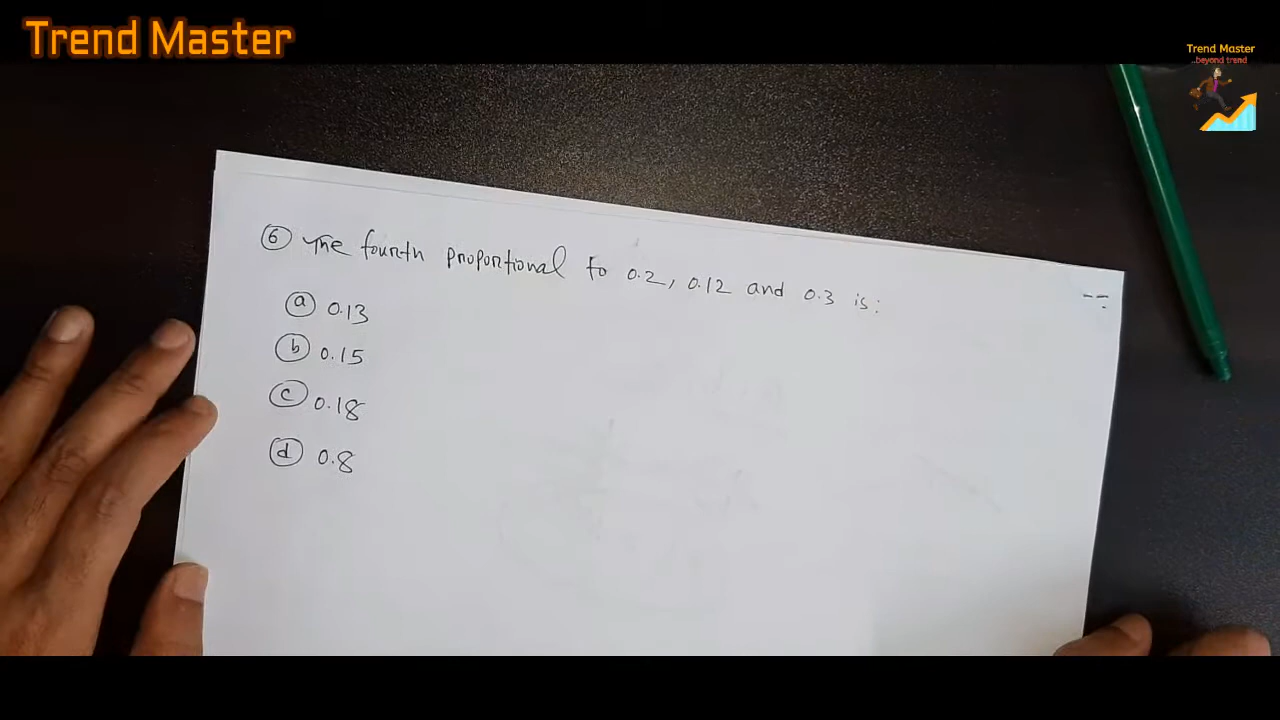 Trend Master
Trend Master
..beyond trend
6 The fourth proportional to 0.2, 0.12 and 0.3 is:
a 0.13
b 0.15
c 0.18
d 0.8